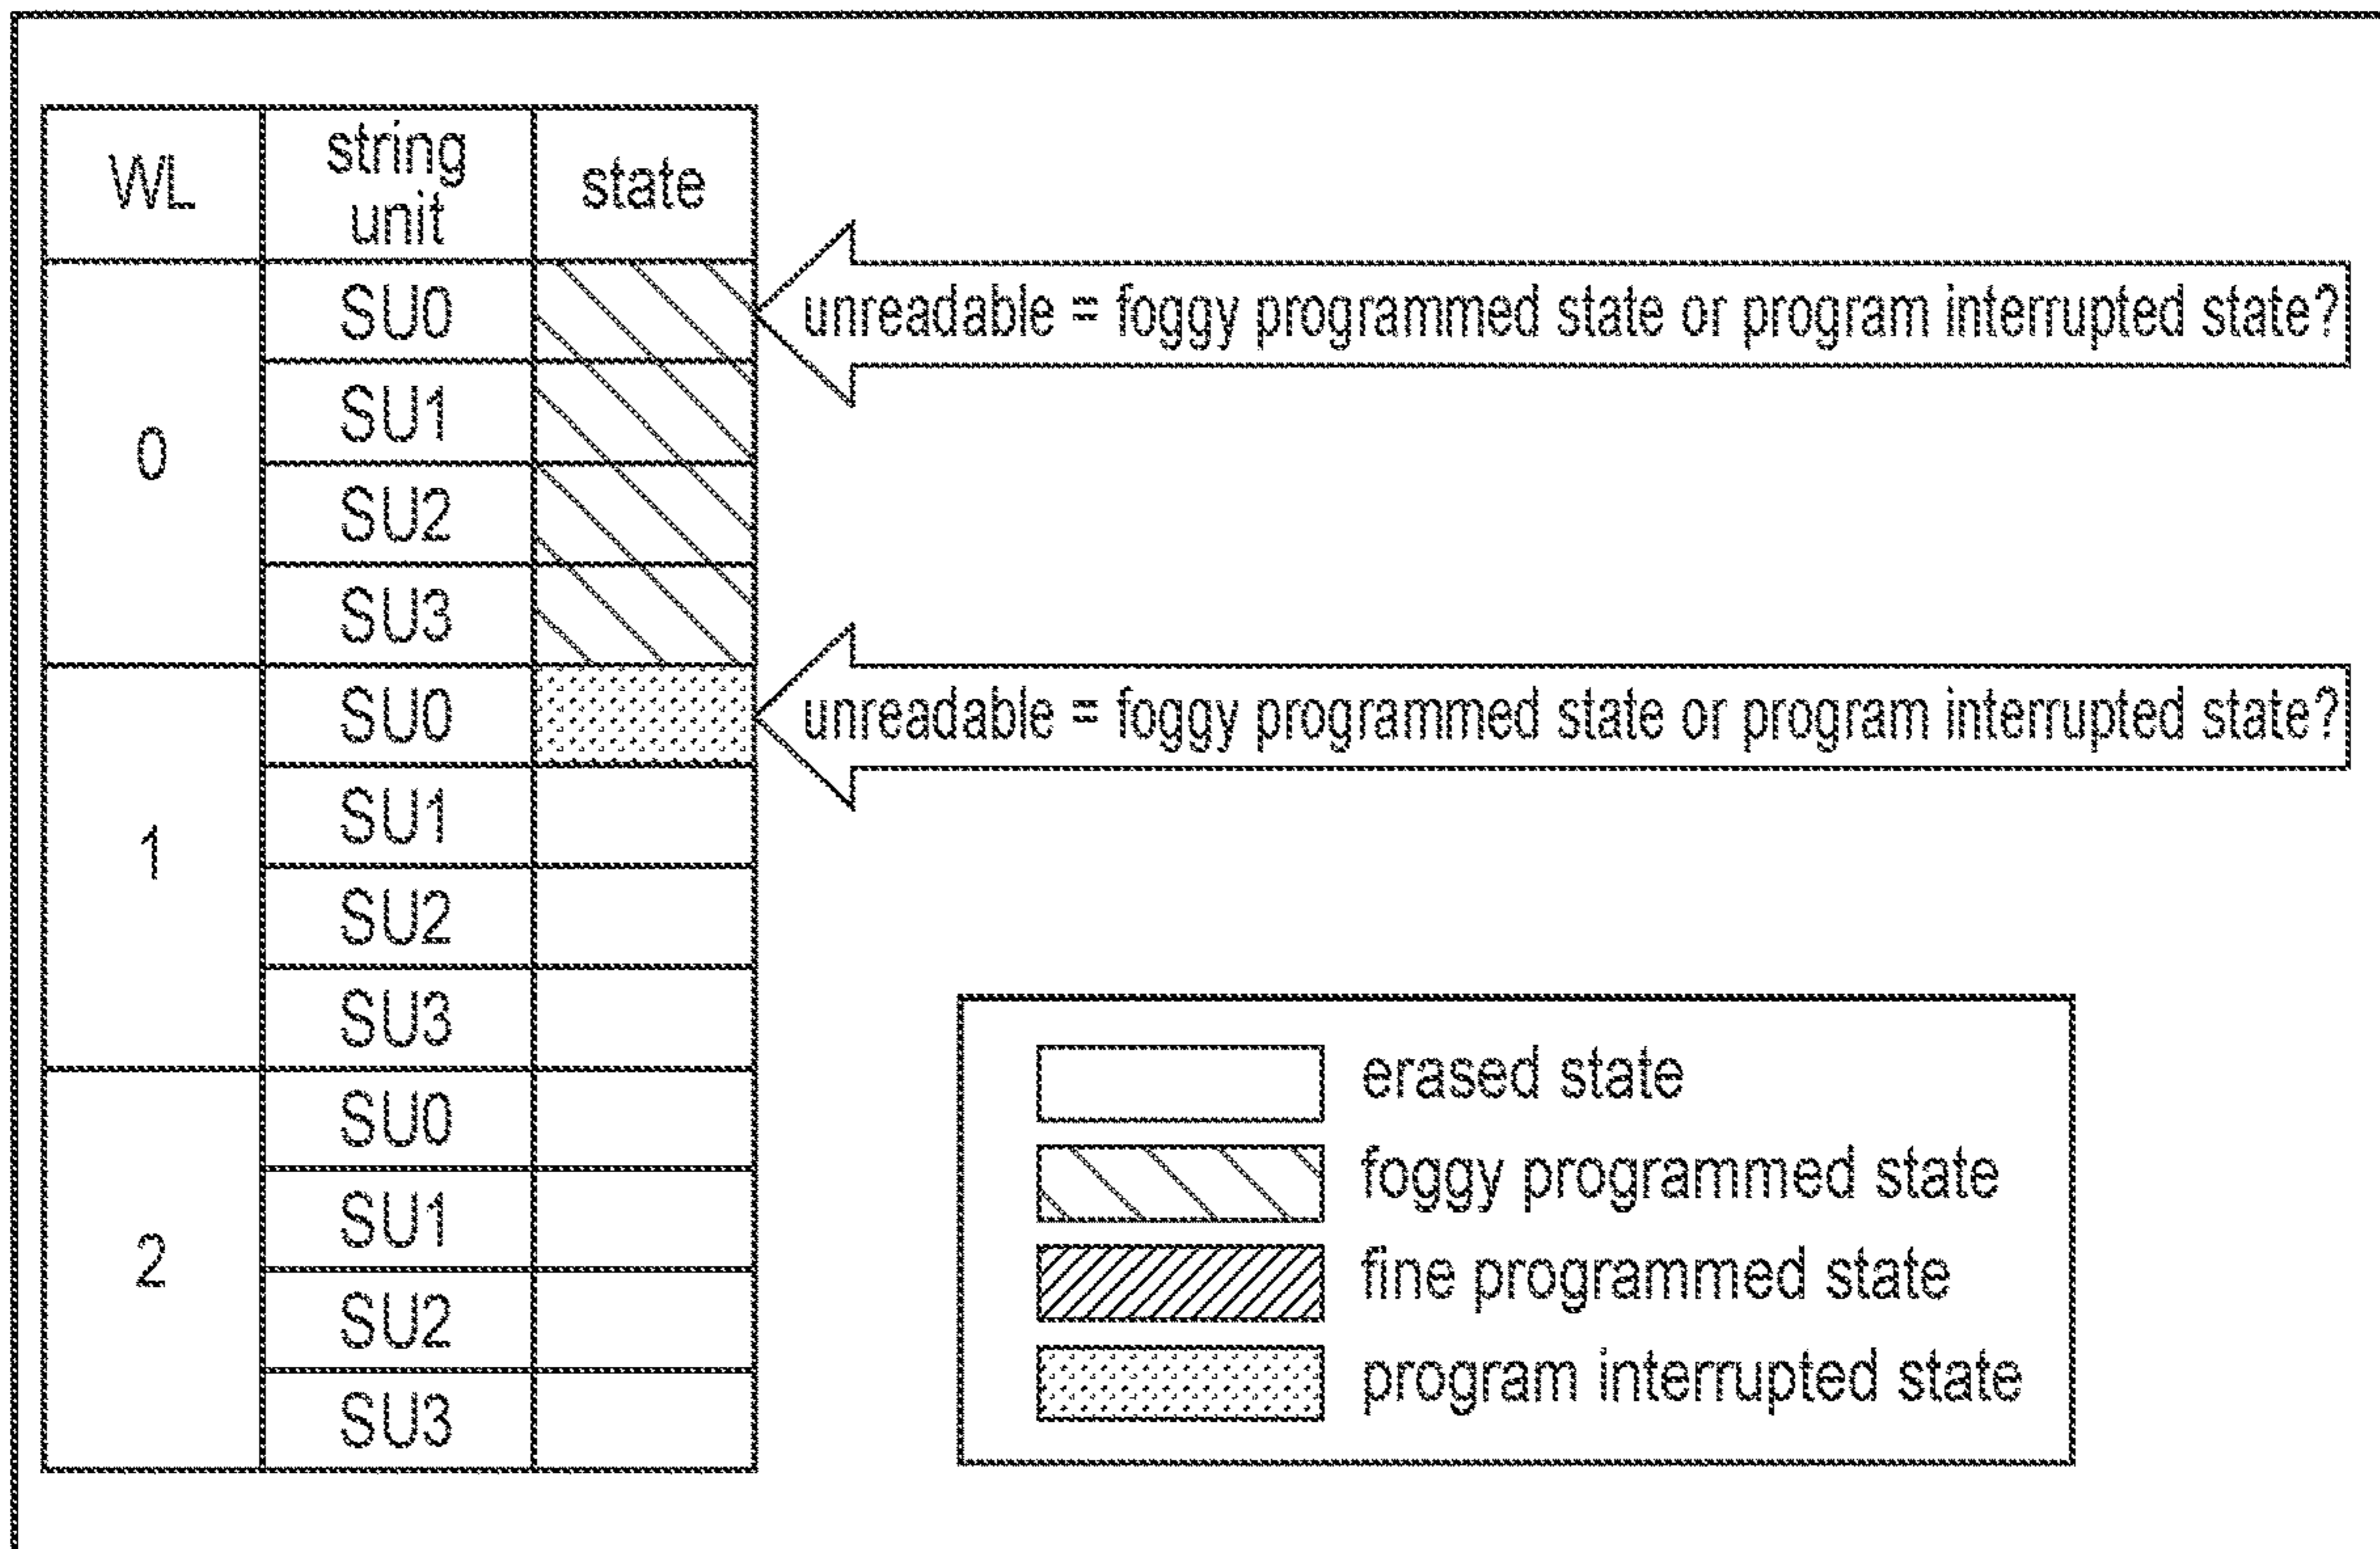 WL string unit state
0 SU0 unreadable = foggy programmed state or program interrupted state?
SU1
SU2
SU3
1 SU0 unreadable = foggy programmed state or program interrupted state?
SU1
SU2
SU3
2 SU0
SU1
SU2
SU3
erased state
foggy programmed state
fine programmed state
program interrupted state